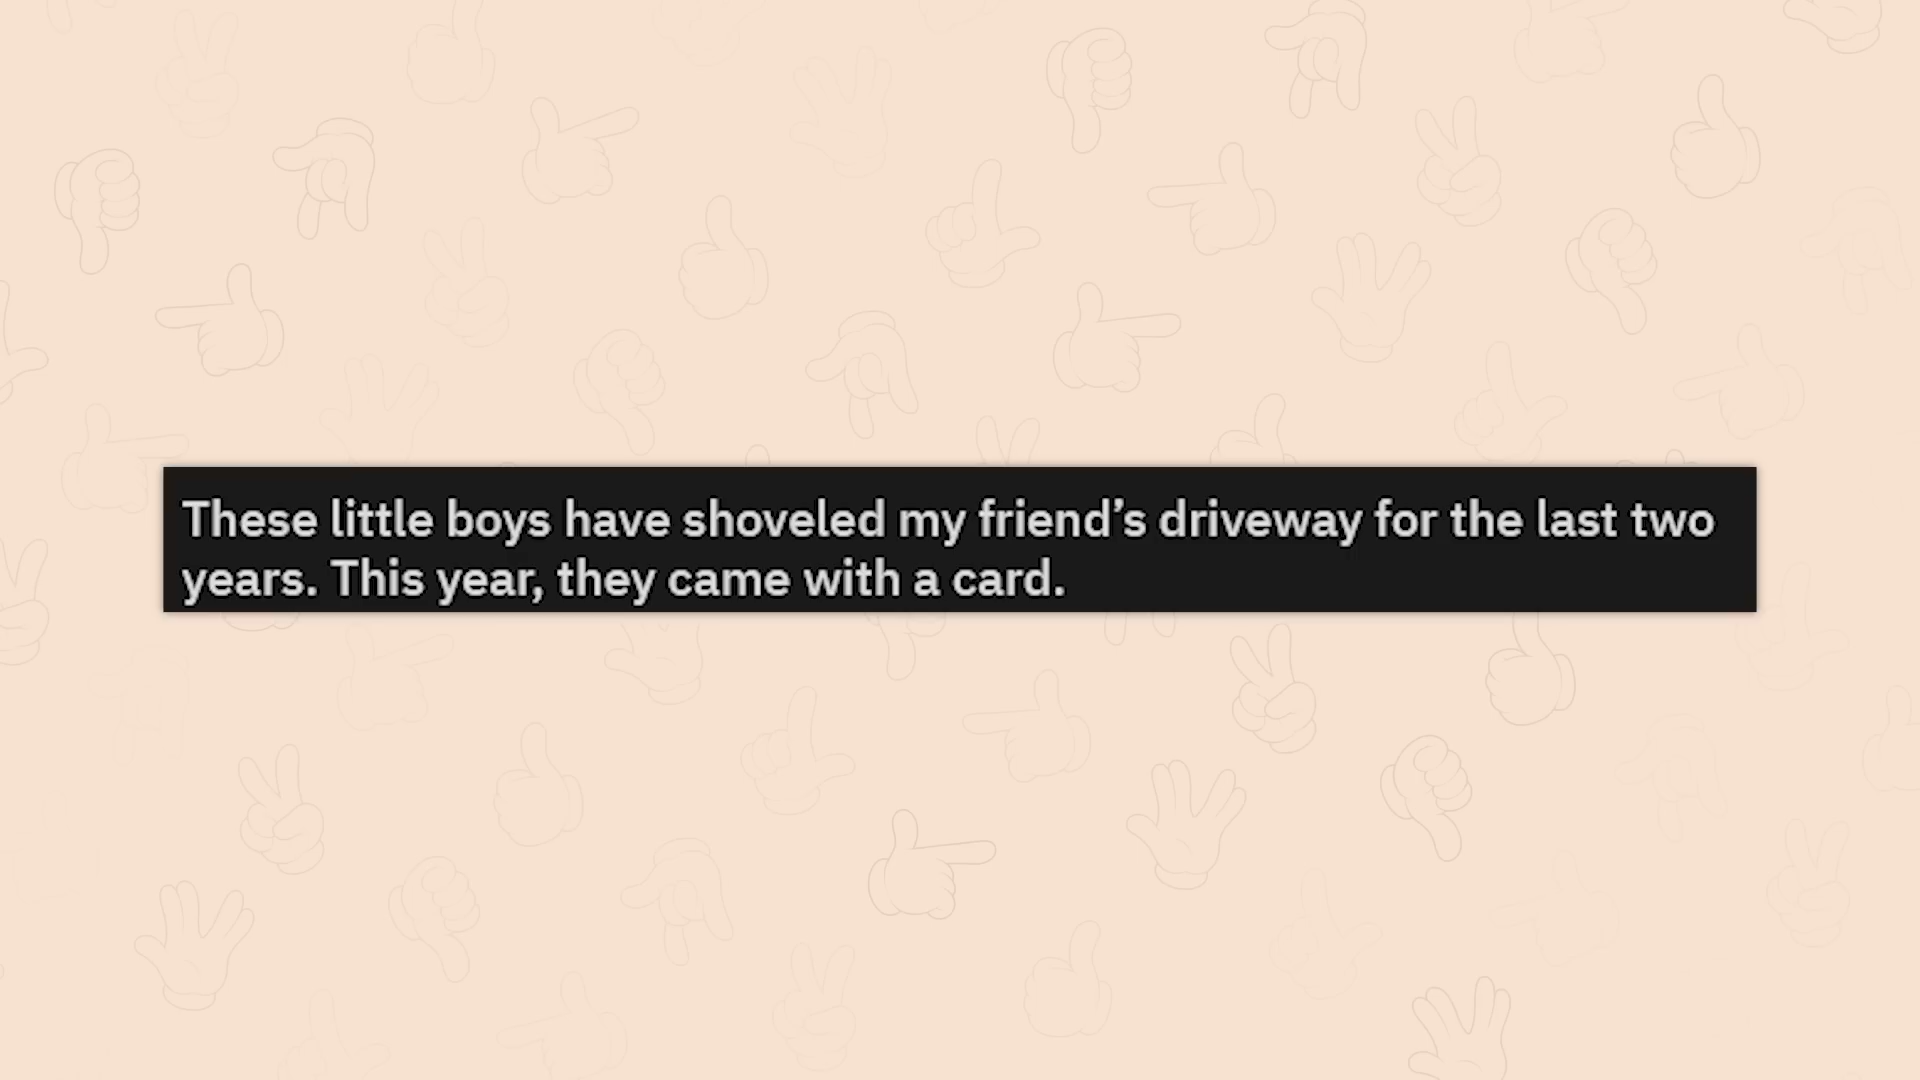 These little boys have shoveled my friend’s driveway for the last two
years. This year, they came with a card.